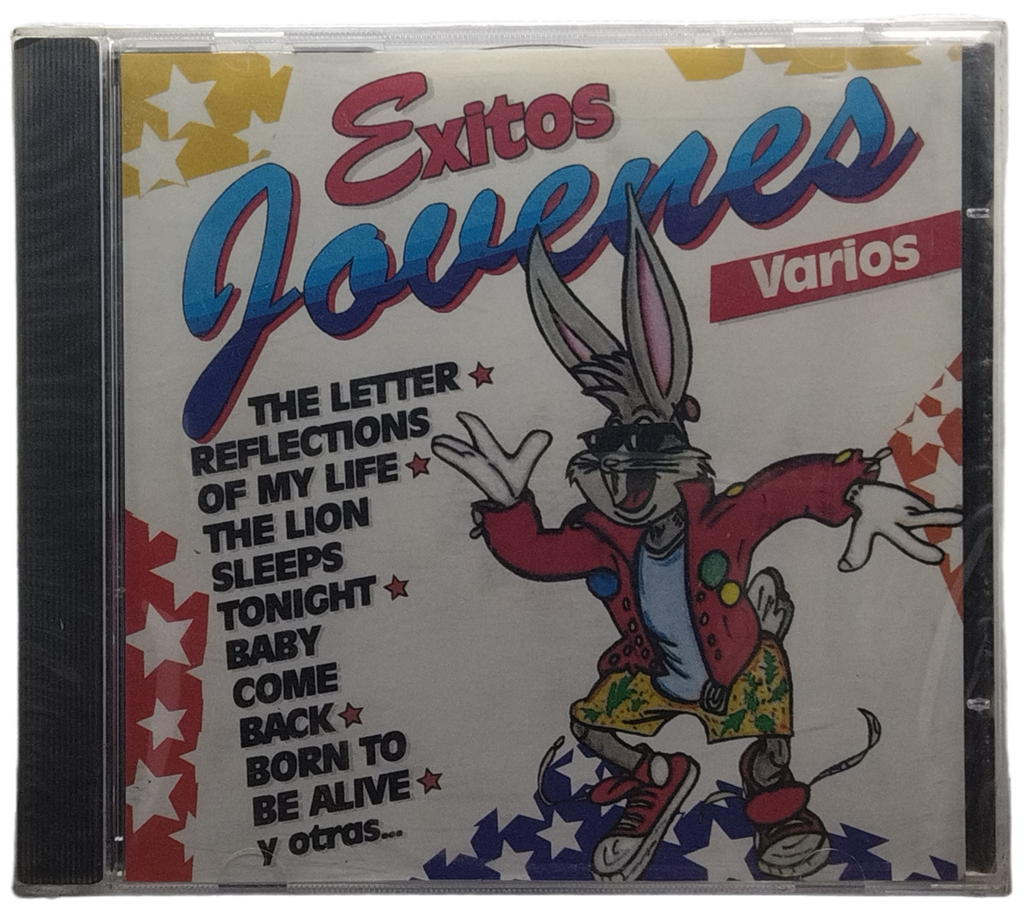 Exitos
Jovenes
Varios
THE LETTER
REFLECTIONS
OF MY LIFE
THE LION
SLEEPS
TONIGHT
BABY
COME
BACK
BORN TO
BE ALIVE
y otras...